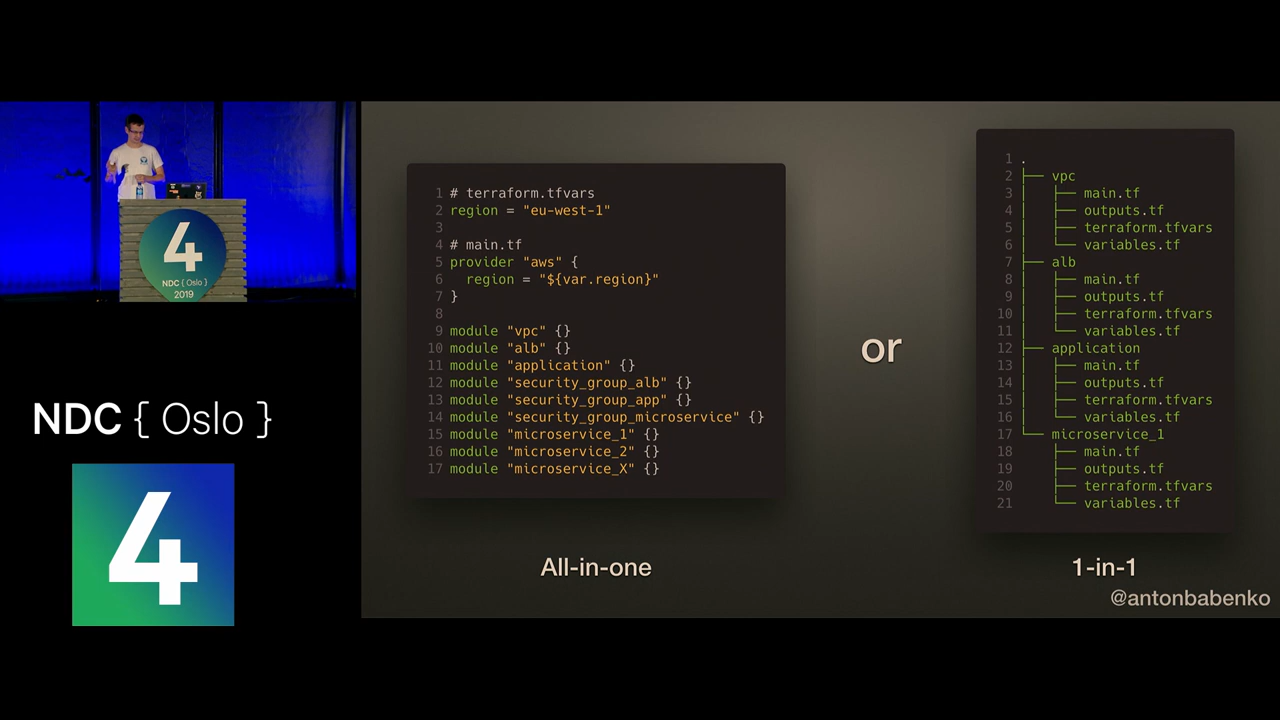 4
NDC { Oslo }
2019
NDC { Oslo }
4
1 # terraform.tfvars
2 region = "eu-west-1"
3
4 # main.tf
5 provider "aws" {
6   region = "${var.region}"
7 }
8
9 module "vpc" {}
10 module "alb" {}
11 module "application" {}
12 module "security_group_alb" {}
13 module "security_group_app" {}
14 module "security_group_microservice" {}
15 module "microservice_1" {}
16 module "microservice_2" {}
17 module "microservice_X" {}
All-in-one
or
1 .
2 ├── vpc
3 │   ├── main.tf
4 │   ├── outputs.tf
5 │   ├── terraform.tfvars
6 │   └── variables.tf
7 ├── alb
8 │   ├── main.tf
9 │   ├── outputs.tf
10 │   ├── terraform.tfvars
11 │   └── variables.tf
12 ├── application
13 │   ├── main.tf
14 │   ├── outputs.tf
15 │   ├── terraform.tfvars
16 │   └── variables.tf
17 └── microservice_1
18     ├── main.tf
19     ├── outputs.tf
20     ├── terraform.tfvars
21     └── variables.tf
1-in-1
@antonbabenko